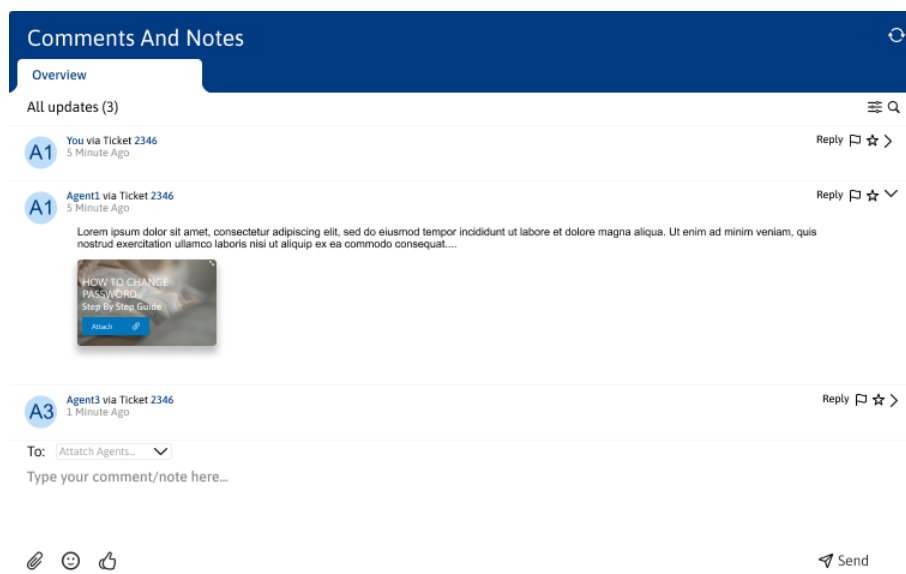 Comments And Notes
Overview
All updates (3)
A1
You via Ticket 2346
5 Minute Ago
Reply
A1
Agent1 via Ticket 2346
5 Minute Ago
Reply
Lorem ipsum dolor sit amet, consectetur adipiscing elit, sed do eiusmod tempor incididunt ut labore et dolore magna aliqua. Ut enim ad minim veniam, quis
nostrud exercitation ullamco laboris nisi ut aliquip ex ea commodo consequat....
HOW TO CHANGE
PASSWORD
Step By Step Guide
Attach
A3
Agent3 via Ticket 2346
1 Minute Ago
Reply
To: Attatch Agents...
Type your comment/note here...
Send